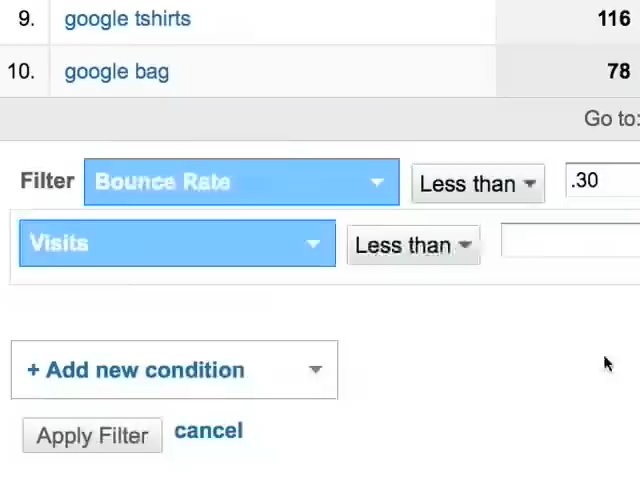 9. google tshirts 116
10. google bag 78
Go to:
Filter Bounce Rate Less than .30
Visits Less than
+ Add new condition
Apply Filter cancel